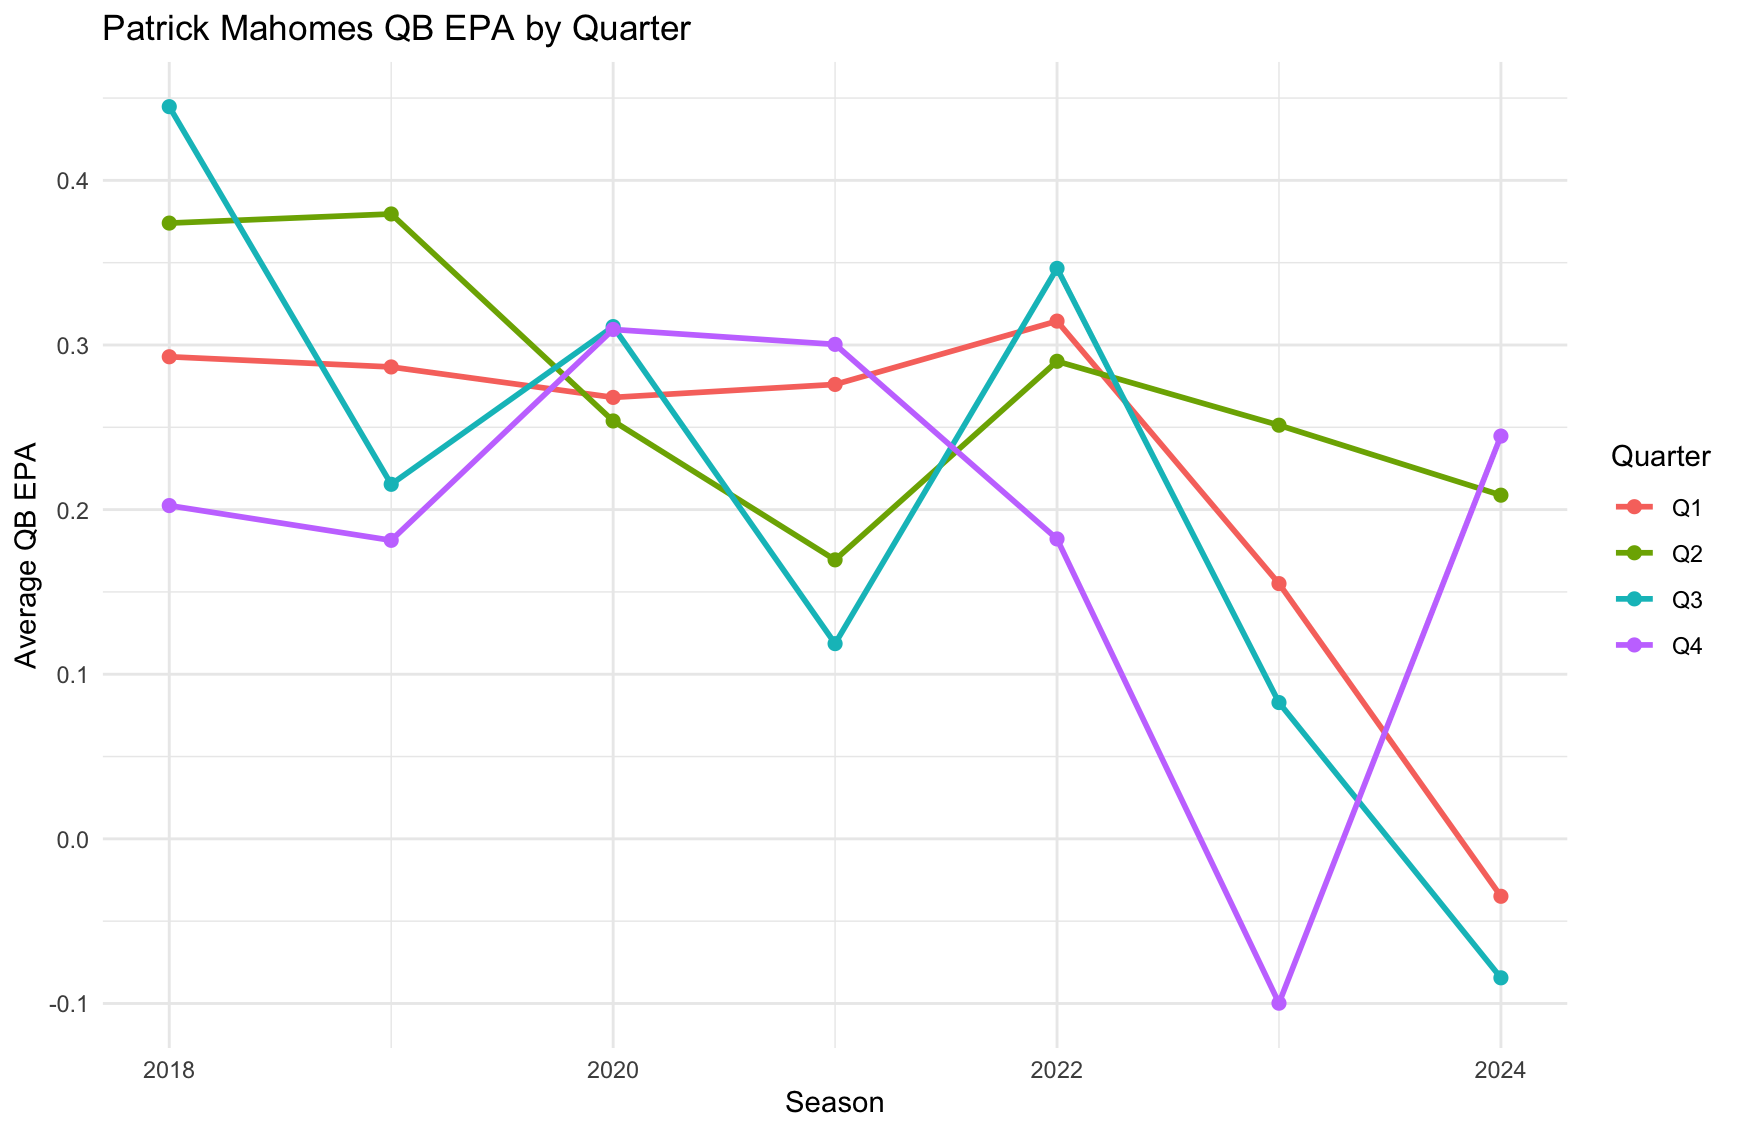 Patrick Mahomes QB EPA by Quarter
Average QB EPA
0.4
0.3
0.2
0.1
0.0
-0.1
2018
2020
2022
2024
Season
Quarter
Q1
Q2
Q3
Q4